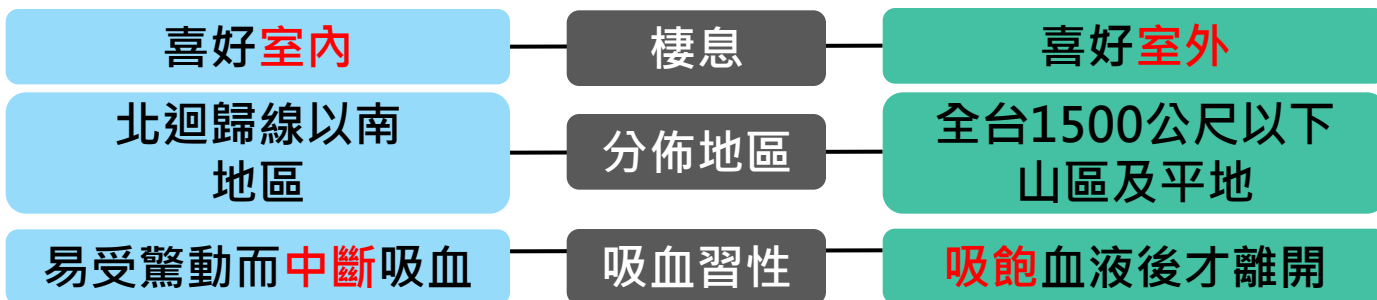 喜好室內
棲息
喜好室外
北迴歸線以南
地區
分佈地區
全台1500公尺以下
山區及平地
易受驚動而中斷吸血
吸血習性
吸飽血液後才離開